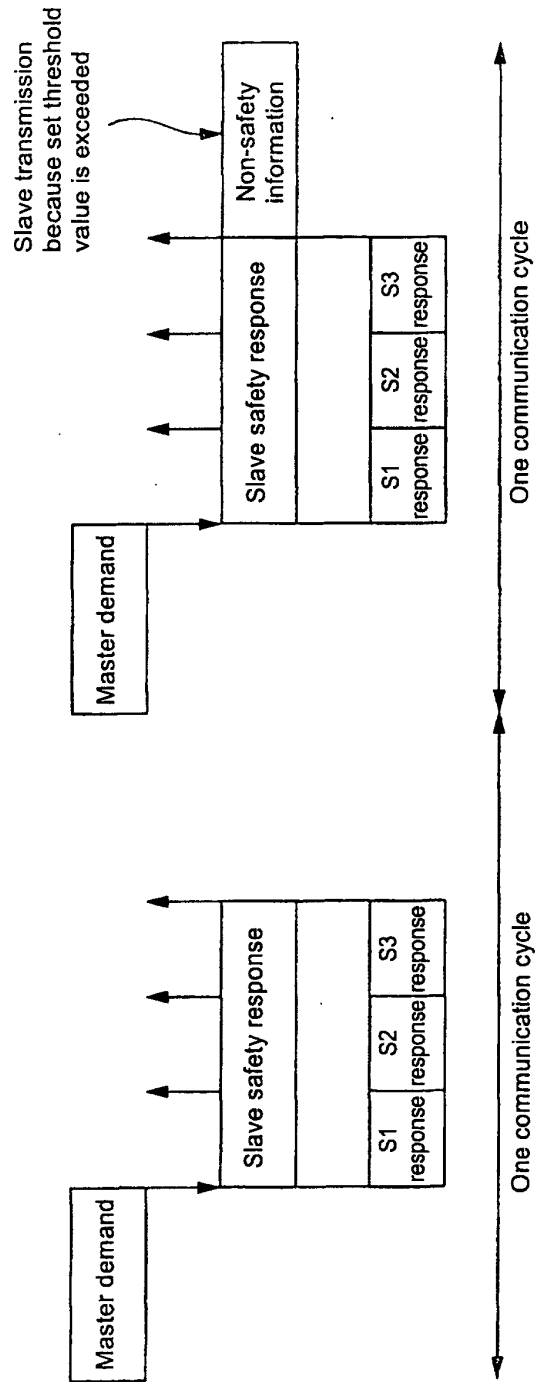 Slave transmission
because set threshold
value is exceeded
Master demand
Master demand
Slave safety response
Slave safety response
Non-safety
information
S1
response
S2
response
S3
response
S1
response
S2
response
S3
response
One communication cycle
One communication cycle